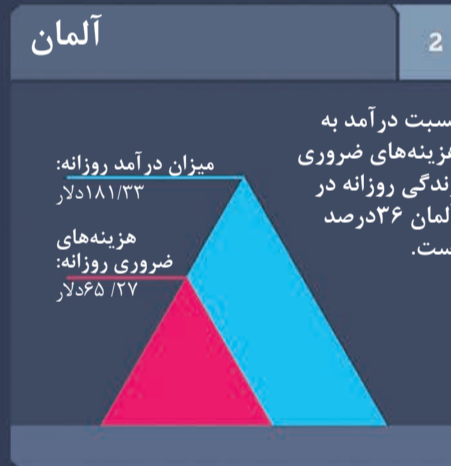 آلمان
2
نسبت درآمد به
هزینه‌های ضروری
زندگی روزانه در
آلمان ۳۶درصد
است.
میزان درآمد روزانه:
۱۸۱/۳۳دلار
هزینه‌های
ضروری روزانه:
۶۵/ ۲۷دلار